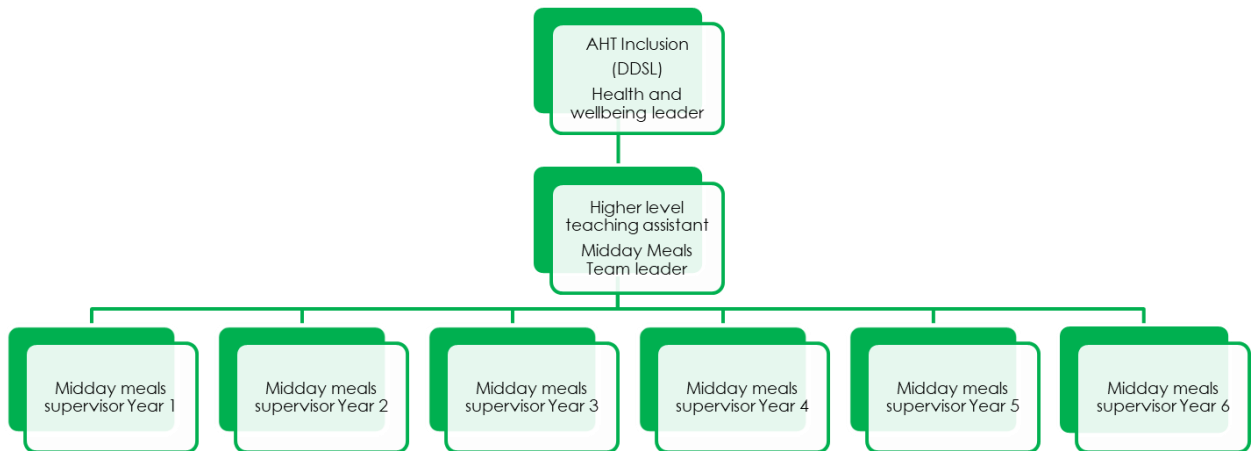 AHT Inclusion
(DDSL)
Health and
wellbeing leader
Higher level
teaching assistant
Midday Meals
Team leader
Midday meals
supervisor Year 1
Midday meals
supervisor Year 2
Midday meals
supervisor Year 3
Midday meals
supervisor Year 4
Midday meals
supervisor Year 5
Midday meals
supervisor Year 6